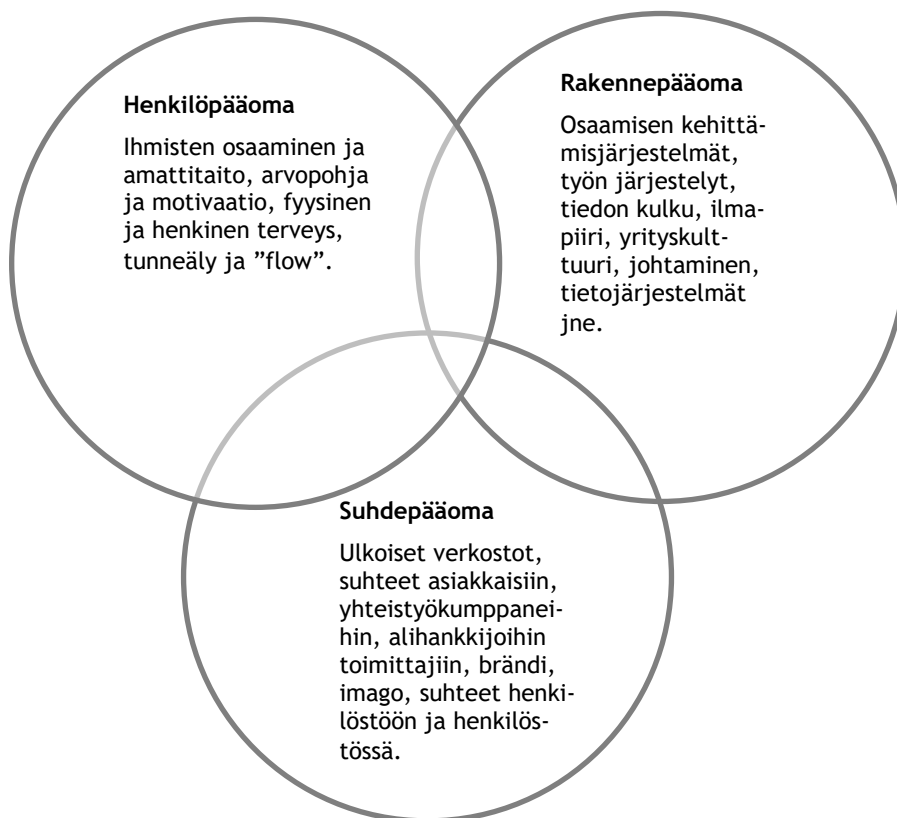 Henkilöpääoma
Ihmisten osaaminen ja
amattitaito, arvopohja
ja motivaatio, fyysinen
ja henkinen terveys,
tunneäly ja ”flow”.
Rakennepääoma
Osaamisen kehittä-
misjärjestelmät,
työn järjestelyt,
tiedon kulku, ilma-
piiri, yrityskult-
tuuri, johtaminen,
tietojärjestelmät
jne.
Suhdepääoma
Ulkoiset verkostot,
suhteet asiakkaisiin,
yhteistyökumppanei-
hin, alihankkijoihin
toimittajiin, brändi,
imago, suhteet henki-
löstöön ja henkilös-
tössä.